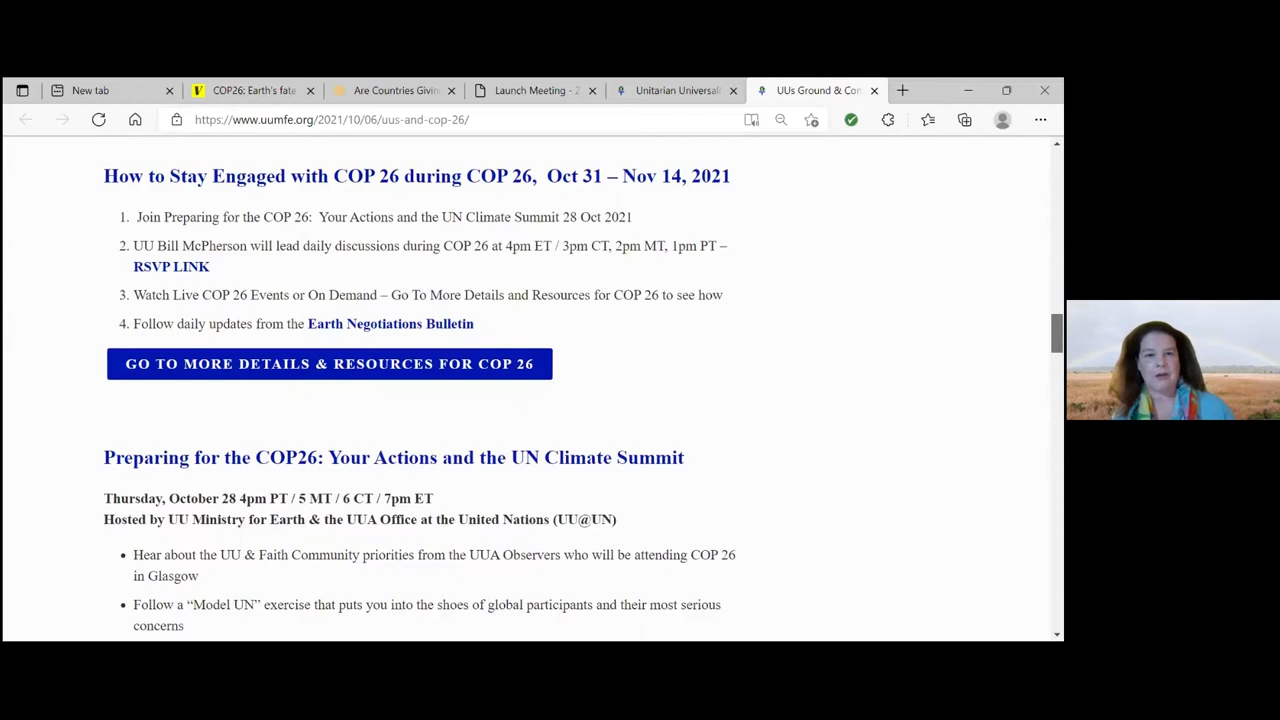 New tab
COP26: Earth's fate
Are Countries Givin
Launch Meeting - Z
Unitarian Universali
UUs Ground & Con
https://www.uumfe.org/2021/10/06/uus-and-cop-26/
How to Stay Engaged with COP 26 during COP 26, Oct 31 – Nov 14, 2021
1. Join Preparing for the COP 26: Your Actions and the UN Climate Summit 28 Oct 2021
2. UU Bill McPherson will lead daily discussions during COP 26 at 4pm ET / 3pm CT, 2pm MT, 1pm PT –
RSVP LINK
3. Watch Live COP 26 Events or On Demand – Go To More Details and Resources for COP 26 to see how
4. Follow daily updates from the Earth Negotiations Bulletin
GO TO MORE DETAILS & RESOURCES FOR COP 26
Preparing for the COP26: Your Actions and the UN Climate Summit
Thursday, October 28 4pm PT / 5 MT / 6 CT / 7pm ET
Hosted by UU Ministry for Earth & the UUA Office at the United Nations (UU@UN)
• Hear about the UU & Faith Community priorities from the UUA Observers who will be attending COP 26
in Glasgow
• Follow a “Model UN” exercise that puts you into the shoes of global participants and their most serious
concerns